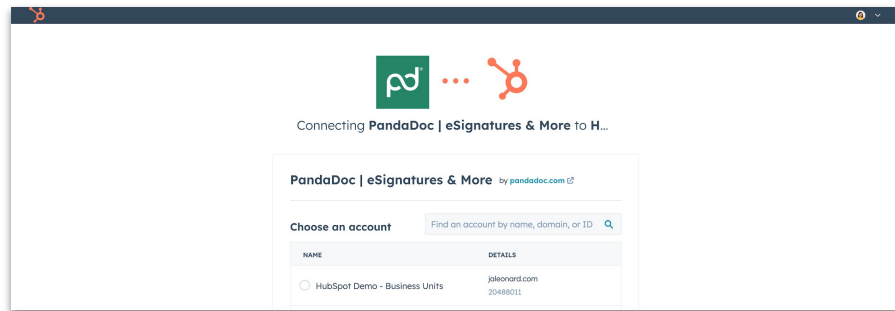 pd
Connecting PandaDoc | eSignatures & More to H...
PandaDoc | eSignatures & More by pandadoc.com
Choose an account
Find an account by name, domain, or ID
NAME DETAILS
HubSpot Demo - Business Units
jaleonard.com
20488011